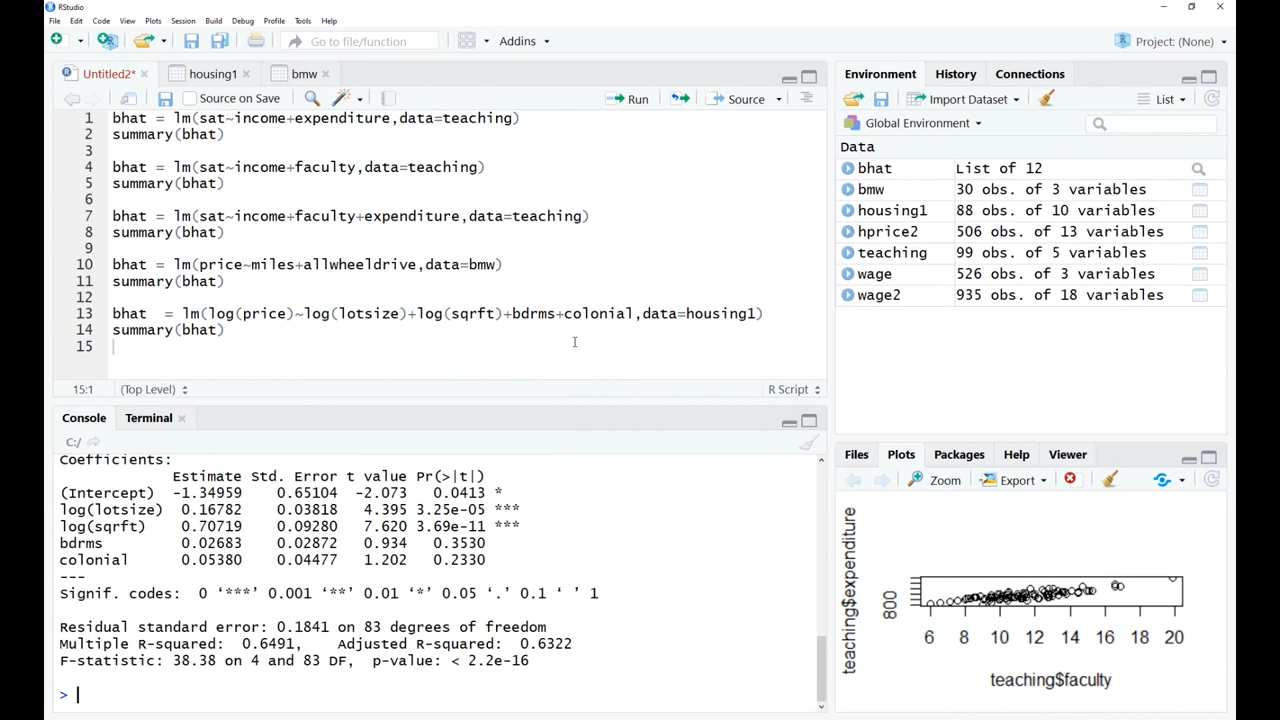 RStudio
File Edit Code View Plots Session Build Debug Profile Tools Help
Go to file/function Addins Project: (None)
Untitled2* housing1 bmw
Source on Save Run Source
1 bhat = lm(sat~income+expenditure,data=teaching)
2 summary(bhat)
3
4 bhat = lm(sat~income+faculty,data=teaching)
5 summary(bhat)
6
7 bhat = lm(sat~income+faculty+expenditure,data=teaching)
8 summary(bhat)
9
10 bhat = lm(price~miles+allwheeldrive,data=bmw)
11 summary(bhat)
12
13 bhat  = lm(log(price)~log(lotsize)+log(sqrft)+bdrms+colonial,data=housing1)
14 summary(bhat)
15
15:1 (Top Level) R Script
Console Terminal
C:/
Coefficients:
Estimate Std. Error t value Pr(>|t|)
(Intercept) -1.34959 0.65104 -2.073 0.0413 *
log(lotsize) 0.16782 0.03818 4.395 3.25e-05 ***
log(sqrft) 0.70719 0.09280 7.620 3.69e-11 ***
bdrms 0.02683 0.02872 0.934 0.3530
colonial 0.05380 0.04477 1.202 0.2330
---
Signif. codes:  0 ‘***’ 0.001 ‘**’ 0.01 ‘*’ 0.05 ‘.’ 0.1 ‘ ’ 1
Residual standard error: 0.1841 on 83 degrees of freedom
Multiple R-squared:  0.6491,	Adjusted R-squared:  0.6322
F-statistic: 38.38 on 4 and 83 DF,  p-value: < 2.2e-16
>
Environment History Connections
Import Dataset List
Global Environment
Data
bhat List of 12
bmw 30 obs. of 3 variables
housing1 88 obs. of 10 variables
hprice2 506 obs. of 13 variables
teaching 99 obs. of 5 variables
wage 526 obs. of 3 variables
wage2 935 obs. of 18 variables
Files Plots Packages Help Viewer
Zoom Export
teaching$expenditure
800
6 8 10 12 14 16 18 20
teaching$faculty